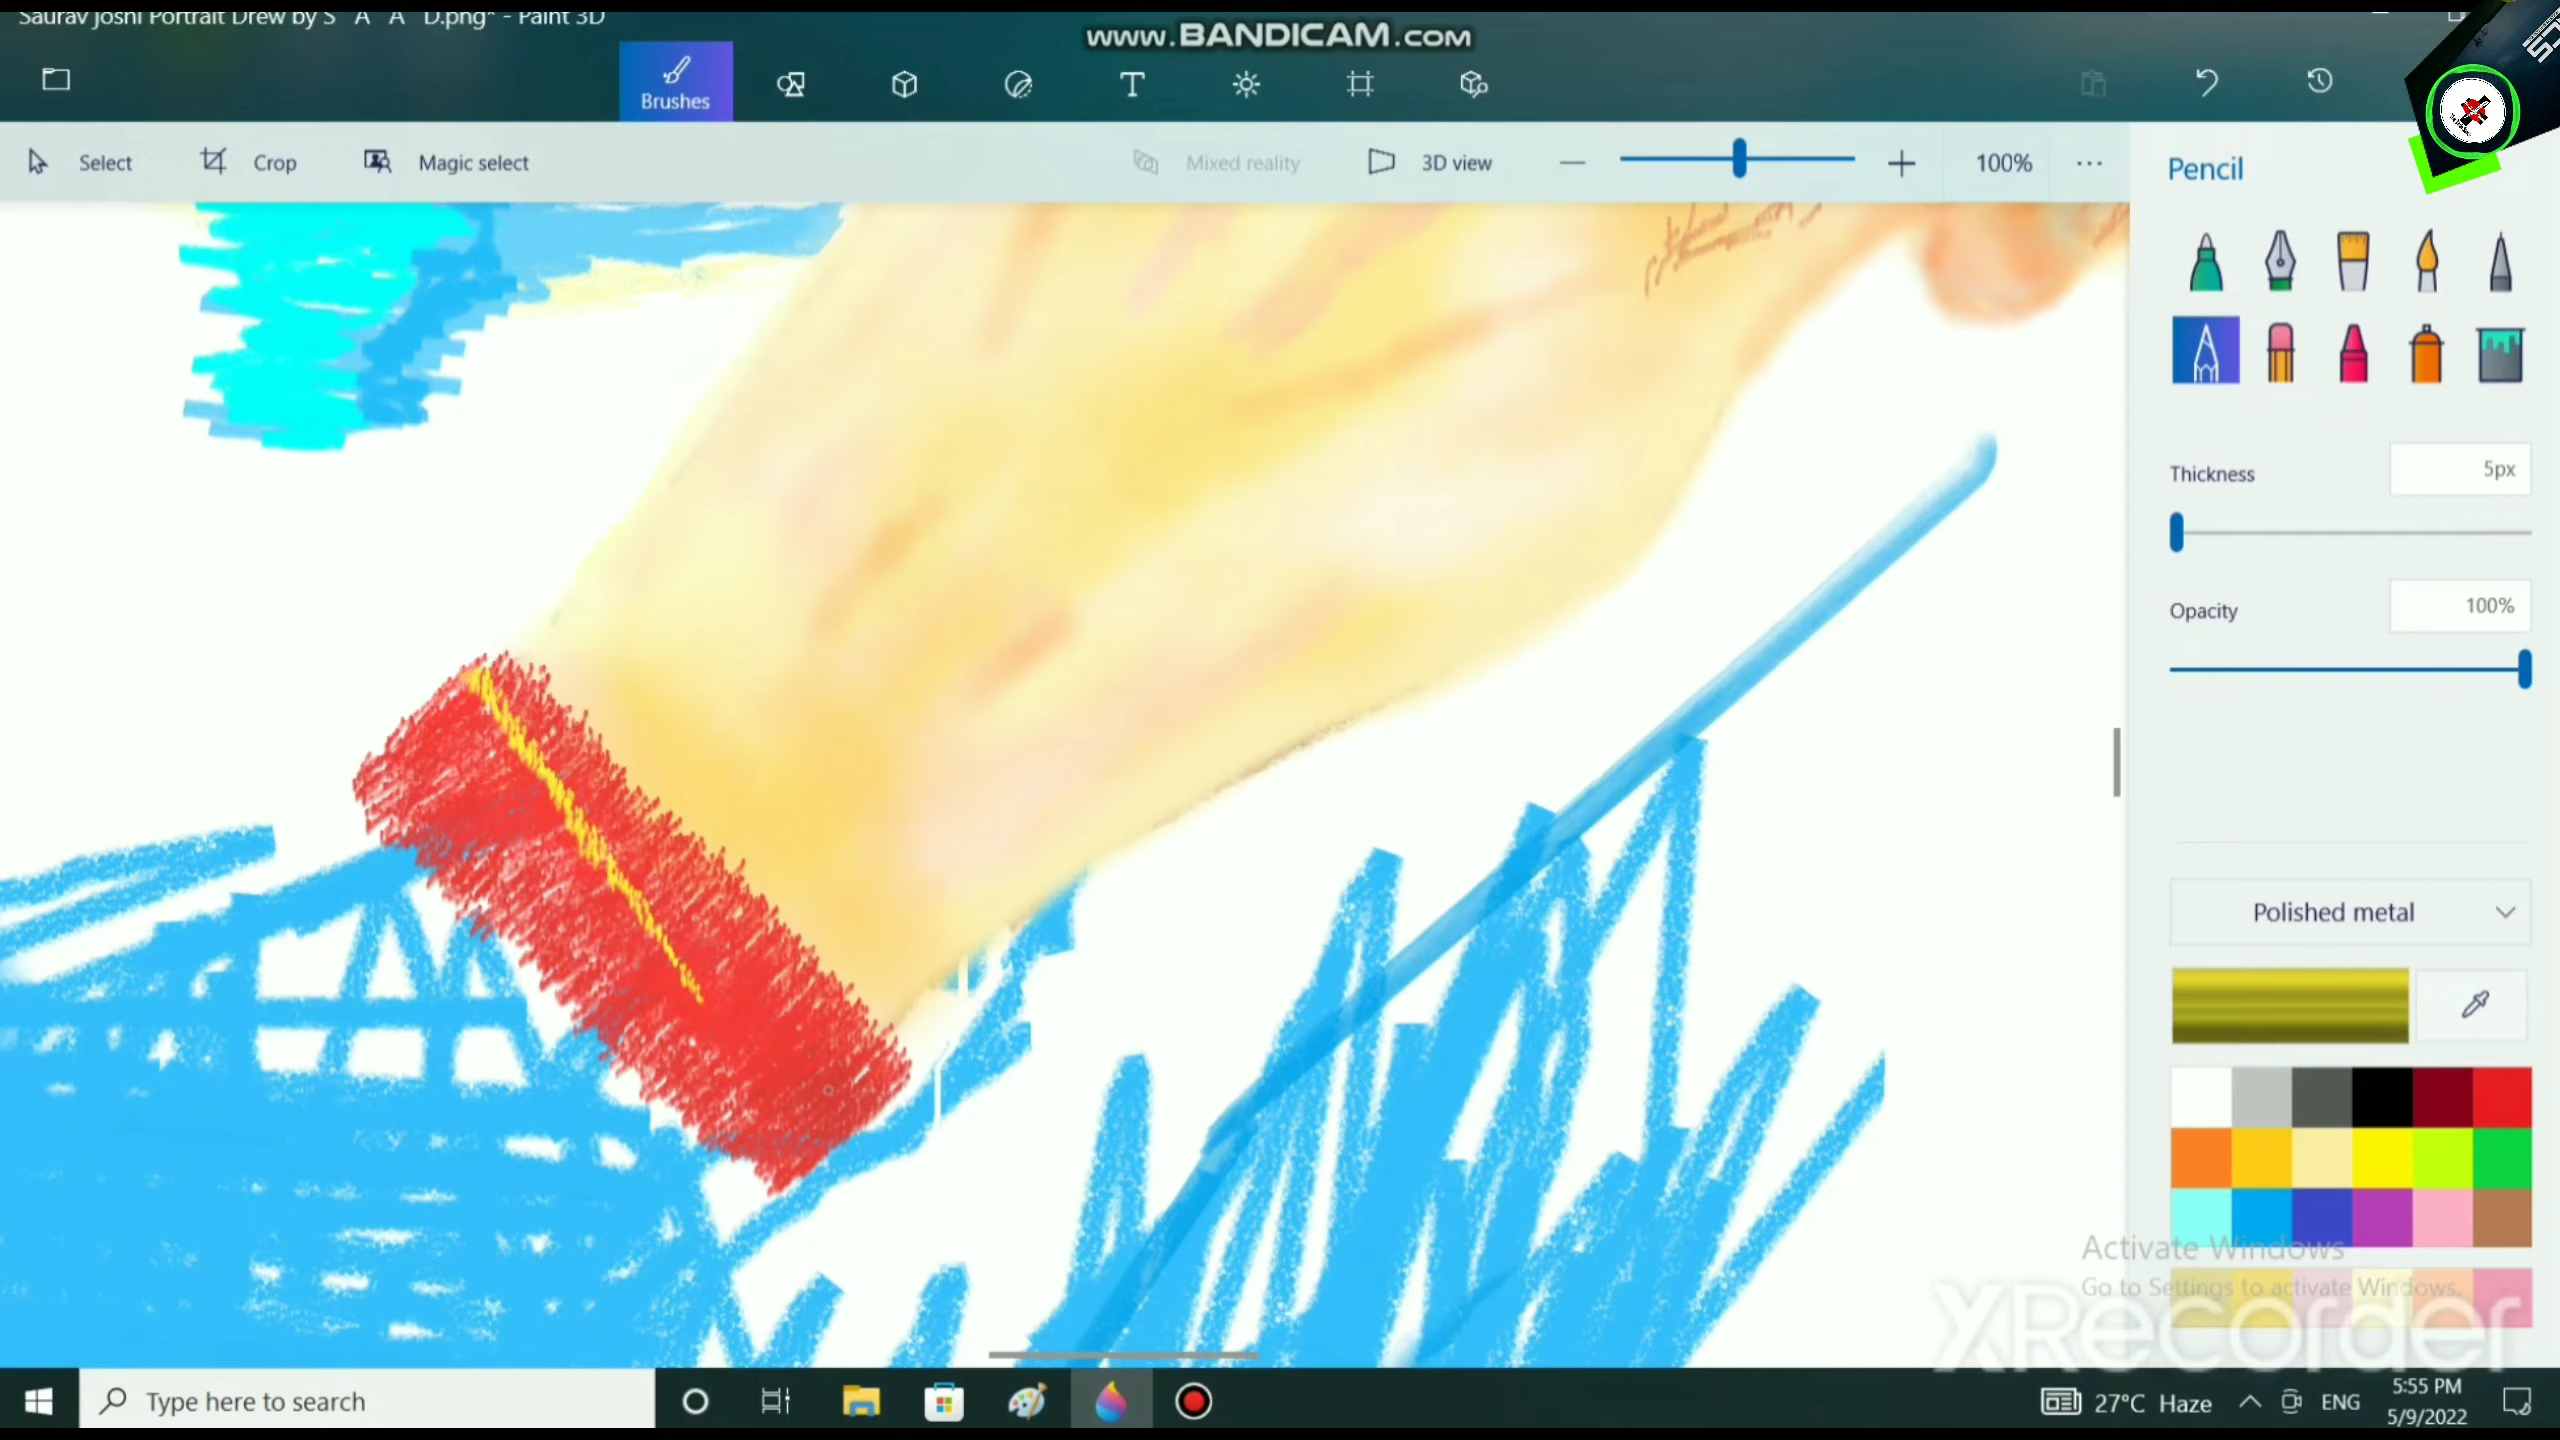 Saurav Joshi Portrait Drew by S A A D.png* - Paint 3D
www.BANDICAM.com
Brushes
Select
Crop
Magic select
Mixed reality
3D view
100%
Pencil
Thickness
5px
Opacity
100%
Polished metal
Activate Windows
Go to Settings to activate Windows.
XRecorder
Type here to search
27°C Haze
ENG
5:55 PM
5/9/2022